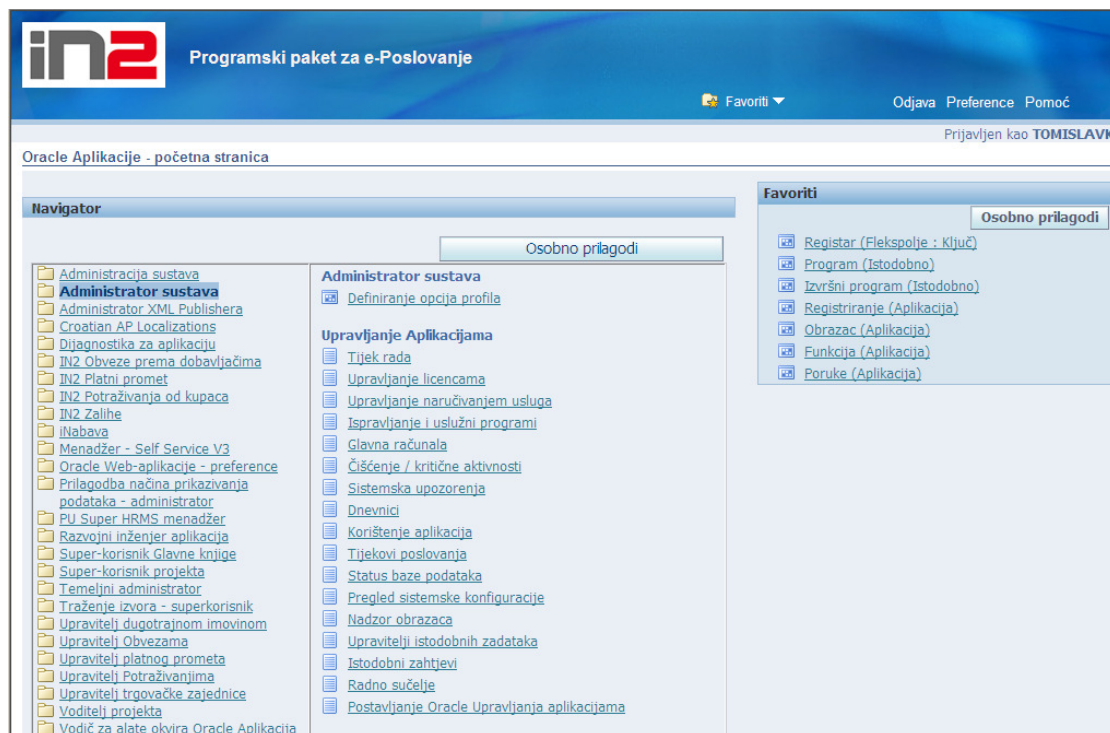 in2
Programski paket za e-Poslovanje
Favoriti
Odjava Preference Pomoć
Prijavljen kao TOMISLAVK
Oracle Aplikacije - početna stranica
Navigator
Osobno prilagodi
Administracija sustava
Administrator sustava
Administrator XML Publishera
Croatian AP Localizations
Dijagnostika za aplikaciju
IN2 Obveze prema dobavljačima
IN2 Platni promet
IN2 Potraživanja od kupaca
IN2 Zalihe
iNabava
Menadžer - Self Service V3
Oracle Web-aplikacije - preference
Prilagodba načina prikazivanja
podataka - administrator
PU Super HRMS menadžer
Razvojni inženjer aplikacija
Super-korisnik Glavne knjige
Super-korisnik projekta
Temeljni administrator
Traženje izvora - superkorisnik
Upravitelj dugotrajnom imovinom
Upravitelj Obvezama
Upravitelj platnog prometa
Upravitelj Potraživanjima
Upravitelj trgovačke zajednice
Voditelj projekta
Vodič za alate okvira Oracle Aplikacija
Administrator sustava
Definiranje opcija profila
Upravljanje Aplikacijama
Tijek rada
Upravljanje licencama
Upravljanje naručivanjem usluga
Ispravljanje i uslužni programi
Glavna računala
Čišćenje / kritične aktivnosti
Sistemska upozorenja
Dnevnici
Korištenje aplikacija
Tijekovi poslovanja
Status baze podataka
Pregled sistemske konfiguracije
Nadzor obrazaca
Upravitelji istodobnih zadataka
Istodobni zahtjevi
Radno sučelje
Postavljanje Oracle Upravljanja aplikacijama
Favoriti
Osobno prilagodi
Registar (Flekspolje : Ključ)
Program (Istodobno)
Izvršni program (Istodobno)
Registriranje (Aplikacija)
Obrazac (Aplikacija)
Funkcija (Aplikacija)
Poruke (Aplikacija)